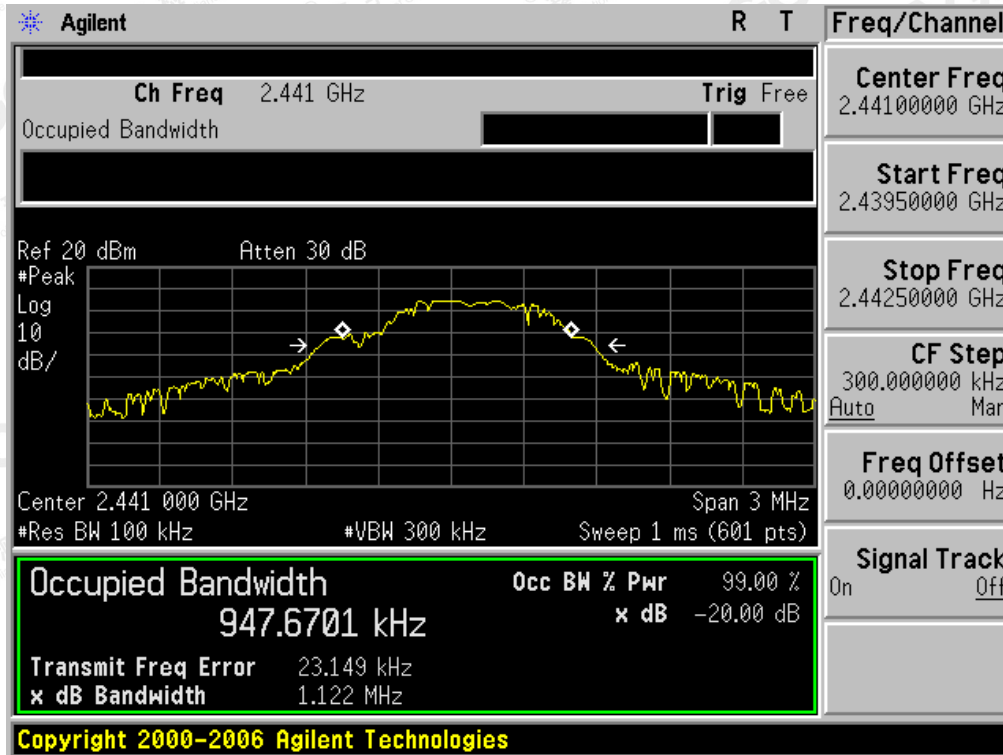 Agilent R T Freq/Channel
Ch Freq 2.441 GHz Trig Free
Occupied Bandwidth
Center Freq
2.44100000 GHz
Start Freq
2.43950000 GHz
Stop Freq
2.44250000 GHz
CF Step
300.000000 kHz
Auto Man
Freq Offset
0.00000000 Hz
Signal Track
On Off
Ref 20 dBm Atten 30 dB
#Peak
Log
10
dB/
Center 2.441 000 GHz Span 3 MHz
#Res BW 100 kHz #VBW 300 kHz Sweep 1 ms (601 pts)
Occupied Bandwidth Occ BW % Pwr 99.00 %
947.6701 kHz x dB -20.00 dB
Transmit Freq Error 23.149 kHz
x dB Bandwidth 1.122 MHz
Copyright 2000-2006 Agilent Technologies